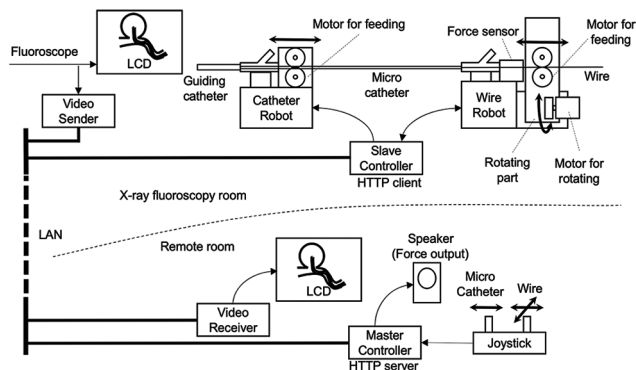 Fluoroscope
LCD
Video
Sender
Guiding
catheter
Motor for
feeding
Catheter
Robot
Micro
catheter
Force sensor
Motor for
feeding
Wire
Wire
Robot
Rotating
part
Motor for
rotating
Slave
Controller
HTTP client
X-ray fluoroscopy room
LAN
Remote room
LCD
Video
Receiver
Speaker
(Force output)
Micro
Catheter
Wire
Joystick
Master
Controller
HTTP server